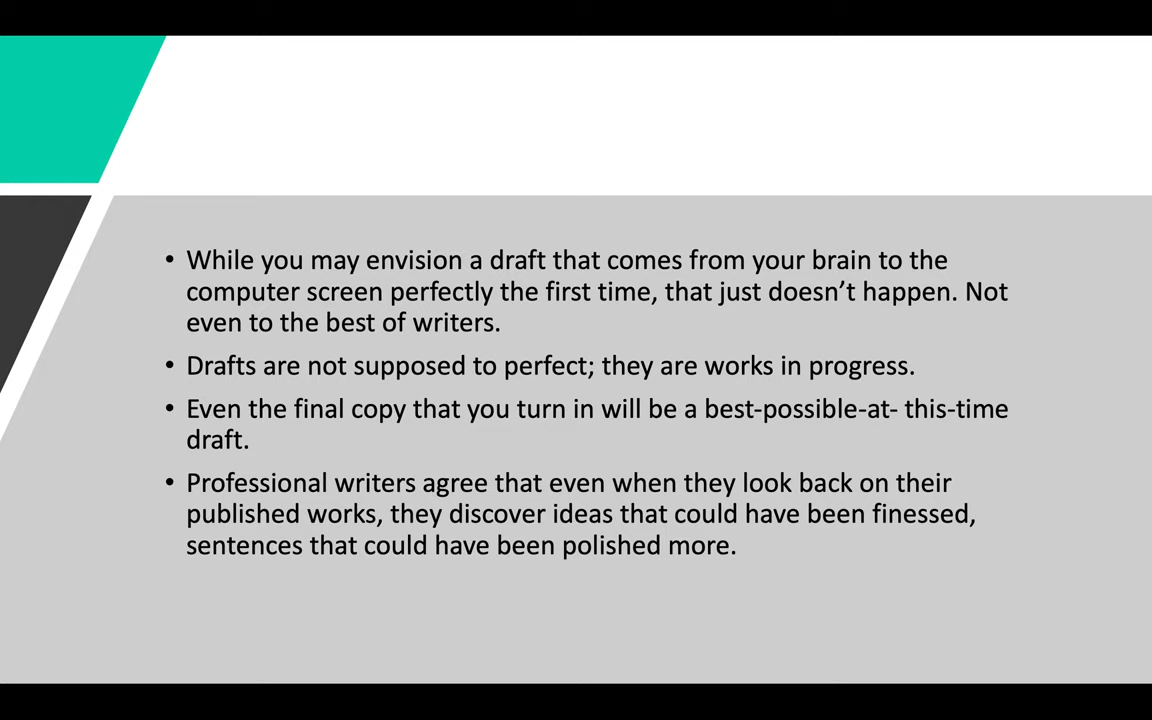 • While you may envision a draft that comes from your brain to the
computer screen perfectly the first time, that just doesn’t happen. Not
even to the best of writers.
• Drafts are not supposed to perfect; they are works in progress.
• Even the final copy that you turn in will be a best-possible-at- this-time
draft.
• Professional writers agree that even when they look back on their
published works, they discover ideas that could have been finessed,
sentences that could have been polished more.